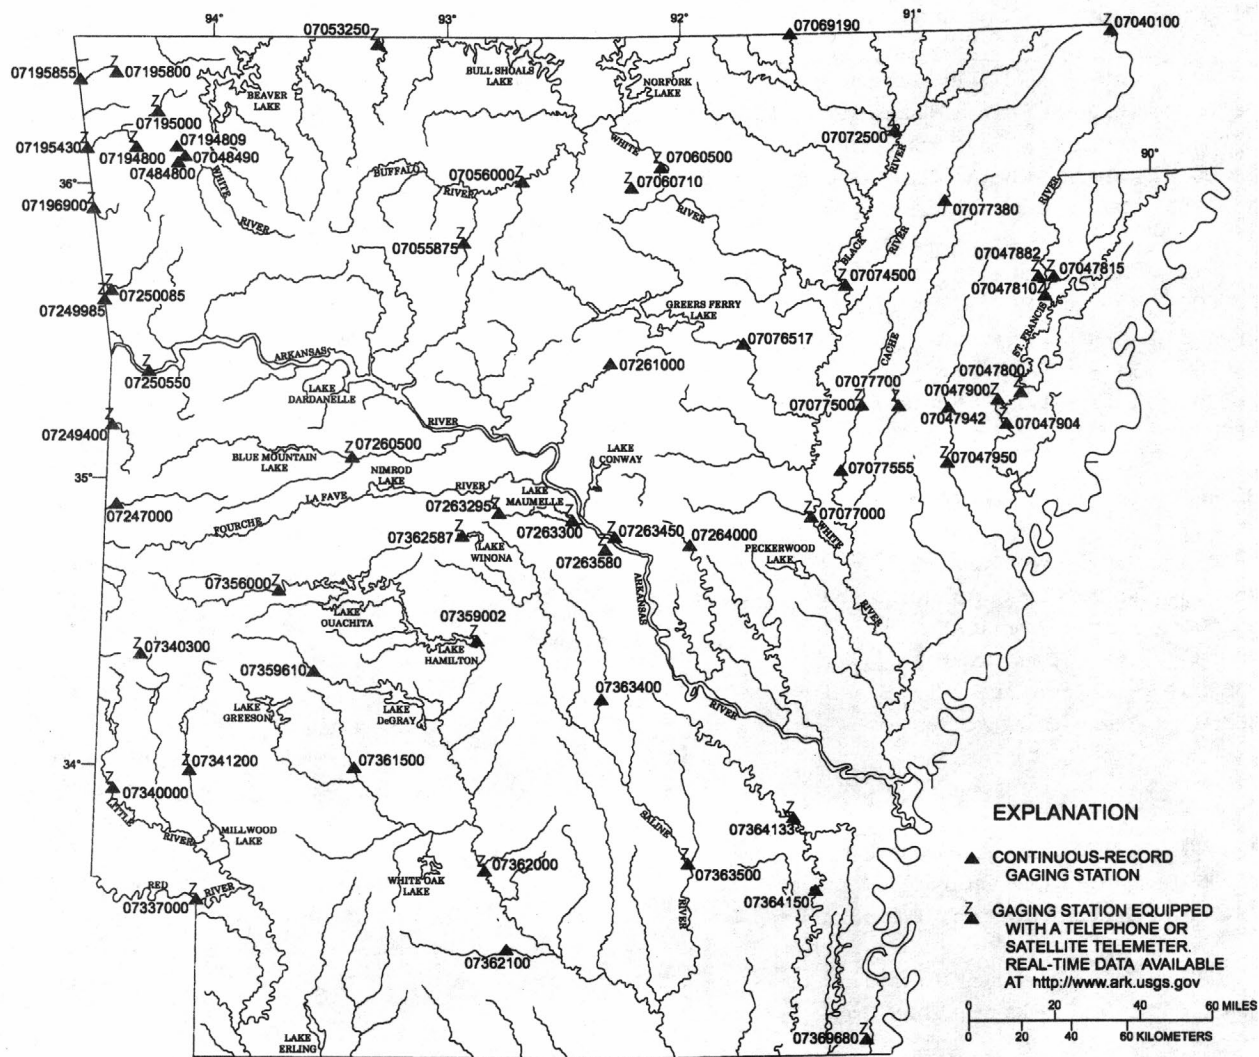 94°
93°
92°
91°
07053250
07069190
07040100
07195855
07195800
BEAVER
LAKE
BULL SHOALS
LAKE
NORFORK
LAKE
07195000
07195430
07194809
07194800
07048490
07484800
WHITE
RIVER
36°
07196900
BUFFALO
RIVER
07056000
WHITE
RIVER
07060500
07060710
07072500
RIVER
BLACK
90°
RIVER
07077380
RIVER
07055875
07074500
07047882
07047815
07047810
07250085
07249985
GREERS FERRY
LAKE
07076517
CACHE
ST. FRANCIS
ARKANSAS
07250550
LAKE
DARDANELLE
07261000
07047800
07077700
07047900
07077500
07047942
07047904
07249400
RIVER
BLUE MOUNTAIN
LAKE
07260500
NIMROD
LAKE
LAKE
CONWAY
07077555
07047950
35°
07247000
FOURCHE
LA FAVE
RIVER
LAKE
MAUMELLE
07263295
07263300
07263450
07264000
07077000
WHITE
07362587
LAKE
WINONA
07263580
PECKERWOOD
LAKE
07356000
LAKE
OUACHITA
ARKANSAS
RIVER
07359002
LAKE
HAMILTON
07340300
07359610
LAKE
GREESON
LAKE
DeGRAY
07363400
RIVER
34°
07341200
07361500
07340000
LITTLE
RIVER
MILLWOOD
LAKE
SALINE
07364133
EXPLANATION
CONTINUOUS-RECORD
GAGING STATION
RED
RIVER
07337000
WHITE OAK
LAKE
07362000
07363500
RIVER
07364150
Z
GAGING STATION EQUIPPED
WITH A TELEPHONE OR
SATELLITE TELEMETER.
REAL-TIME DATA AVAILABLE
AT http://www.ark.usgs.gov
07362100
LAKE
ERLING
07369680
0 20 40 60 MILES
0 20 40 60 KILOMETERS